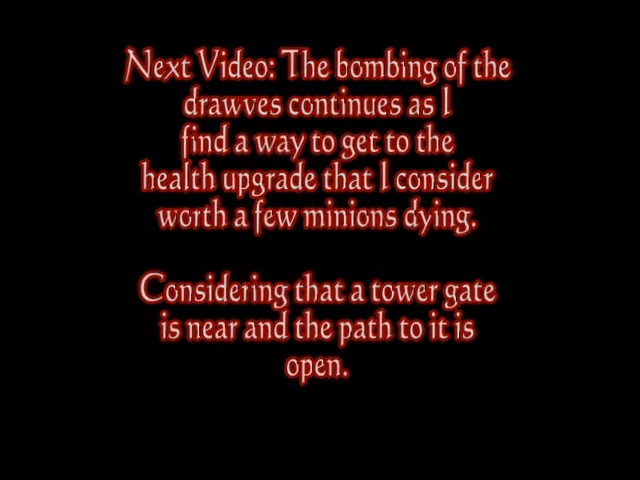 Next Video: The bombing of the
drawves continues as I
find a way to get to the
health upgrade that I consider
worth a few minions dying.
Considering that a tower gate
is near and the path to it is
open.